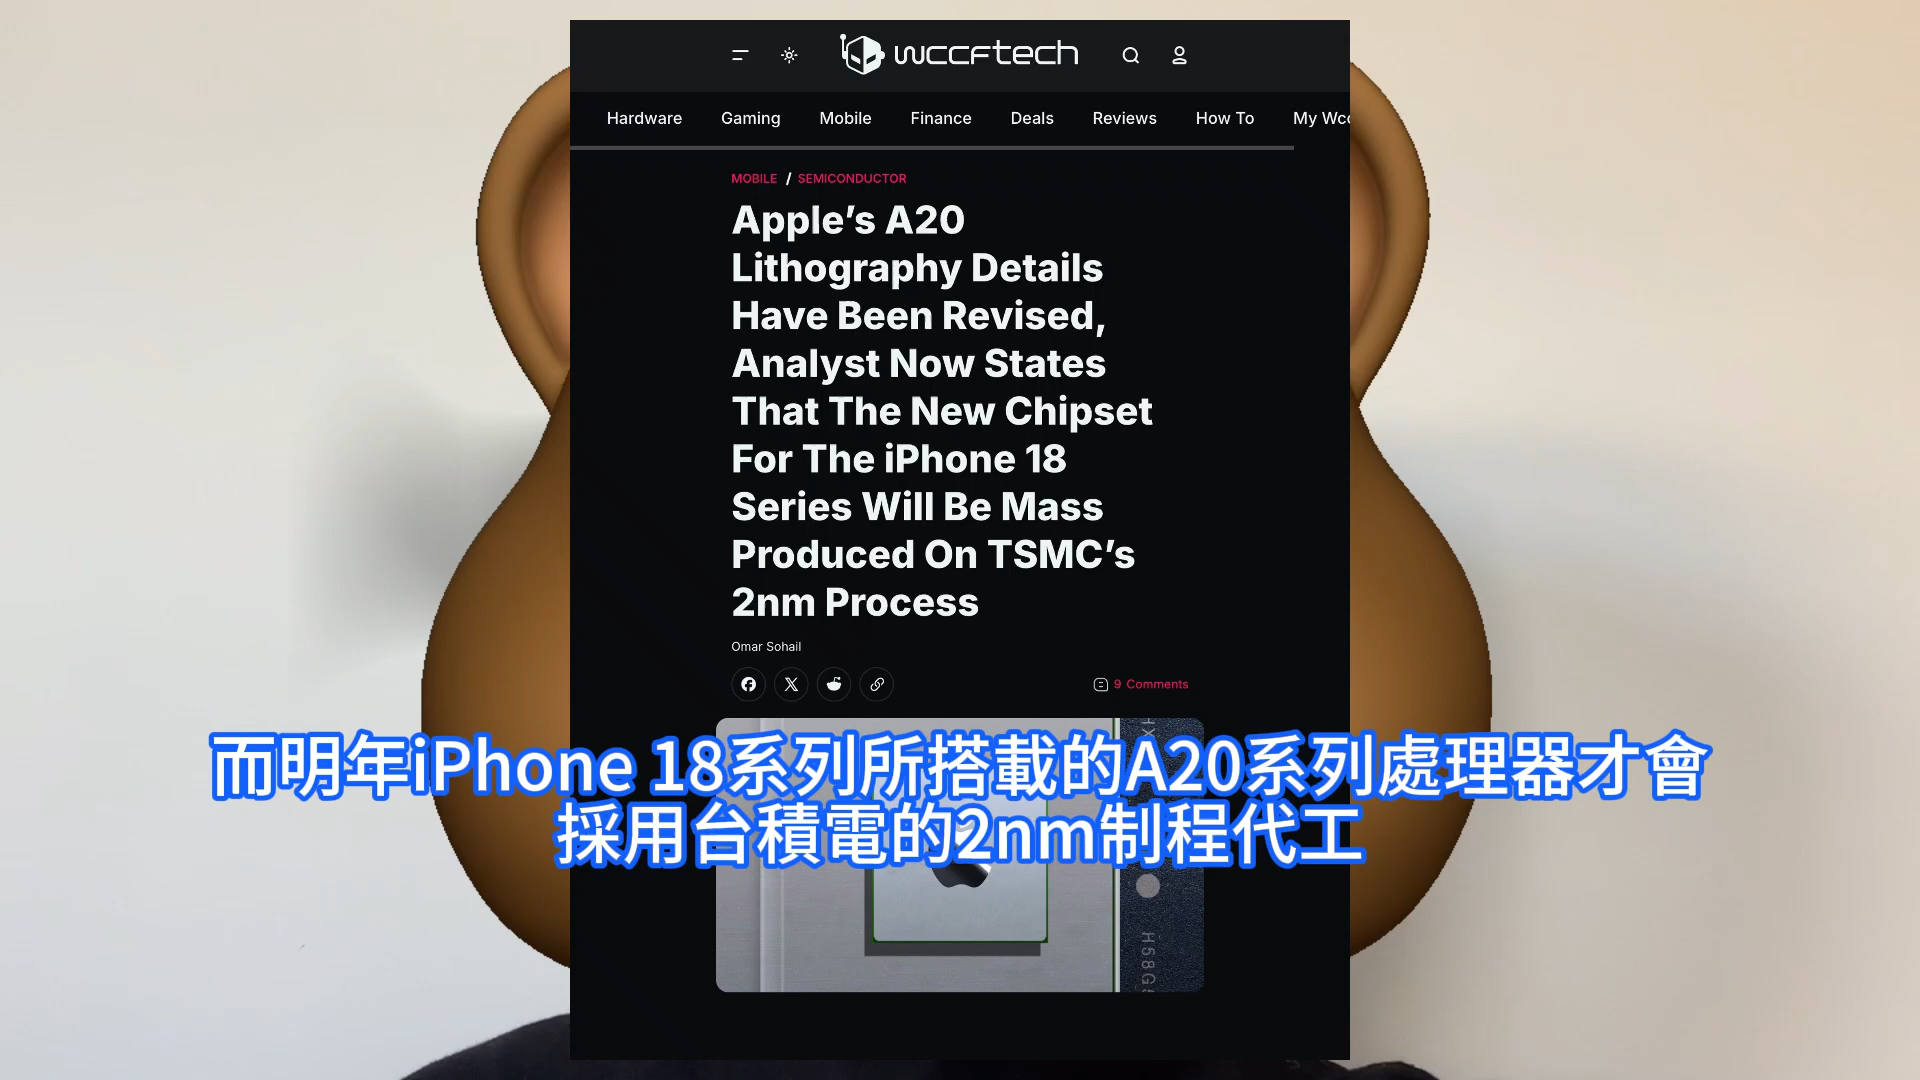 wccftech
Hardware Gaming Mobile Finance Deals Reviews How To My Wcc
MOBILE / SEMICONDUCTOR
Apple’s A20
Lithography Details
Have Been Revised,
Analyst Now States
That The New Chipset
For The iPhone 18
Series Will Be Mass
Produced On TSMC’s
2nm Process
Omar Sohail
9 Comments
而明年iPhone 18系列所搭載的A20系列處理器才會
採用台積電的2nm制程代工